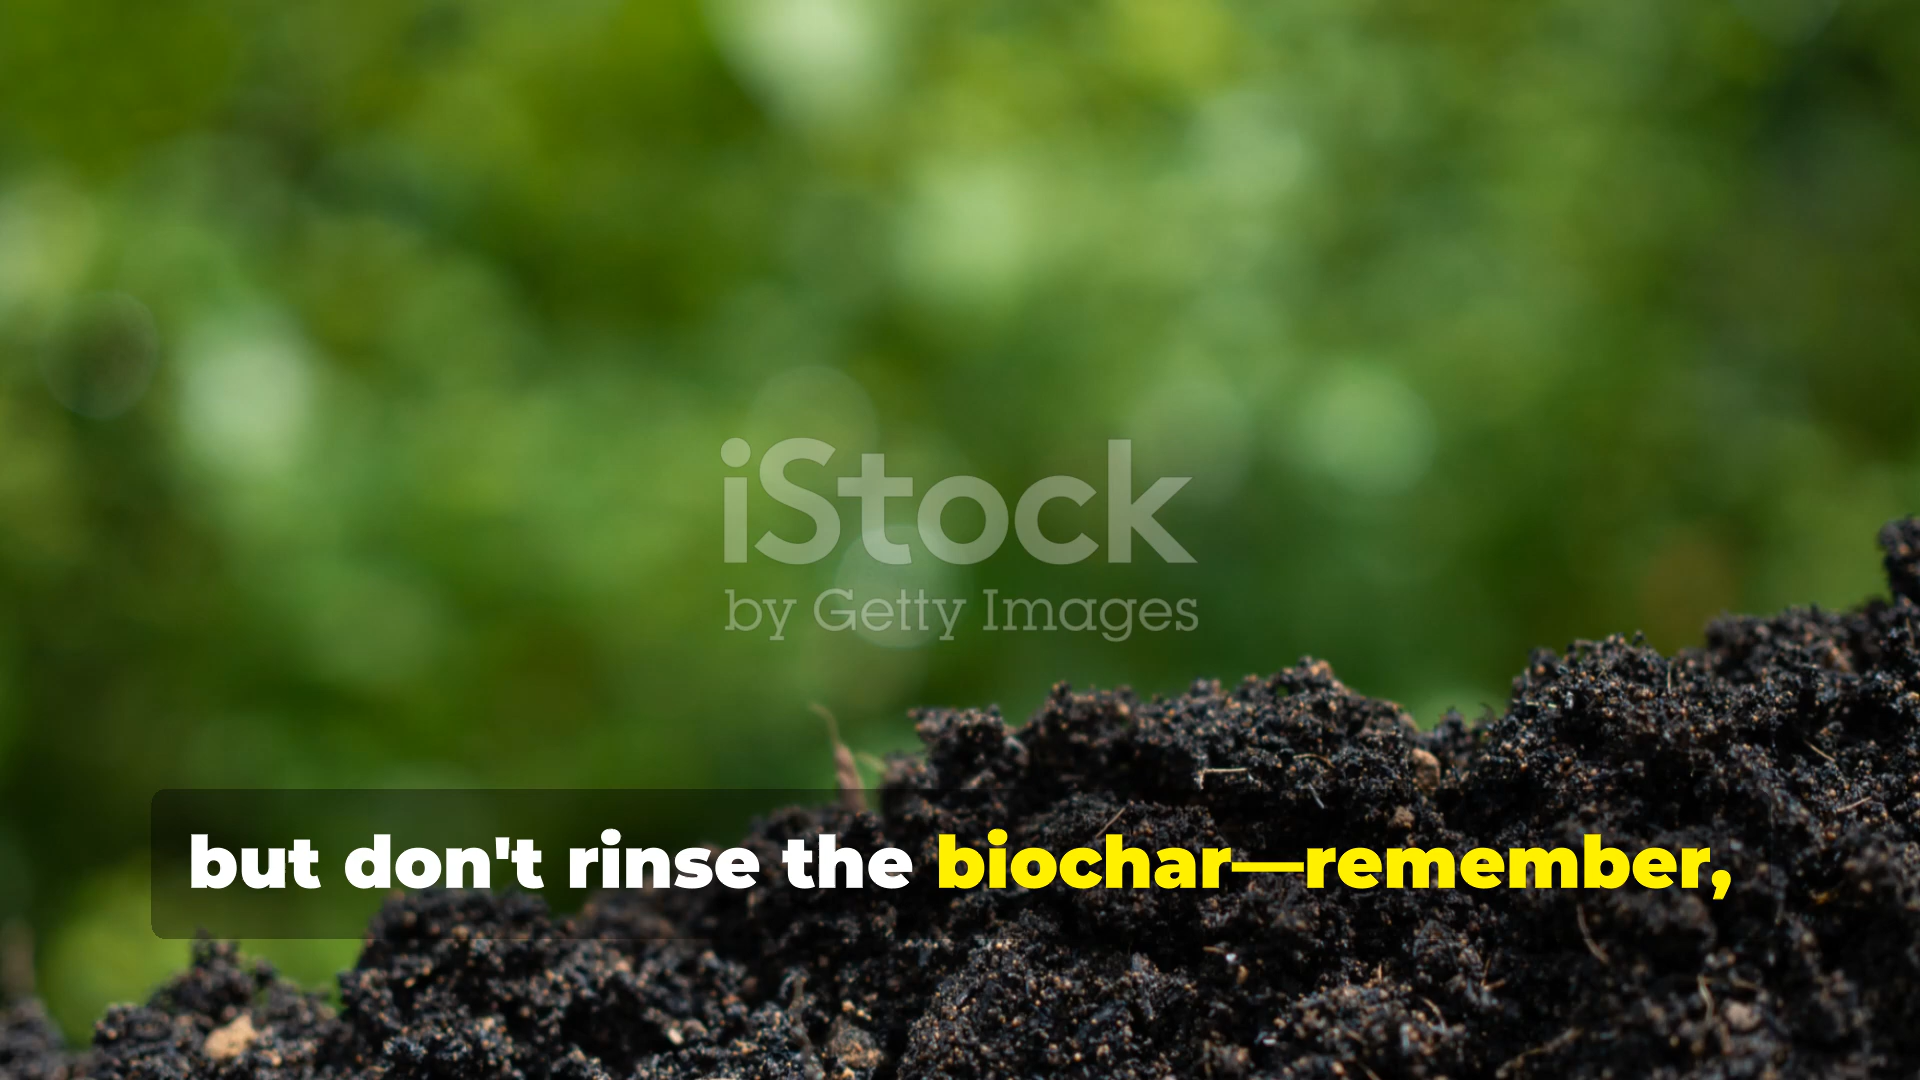 iStock
by Getty Images
but don't rinse the biochar—remember,